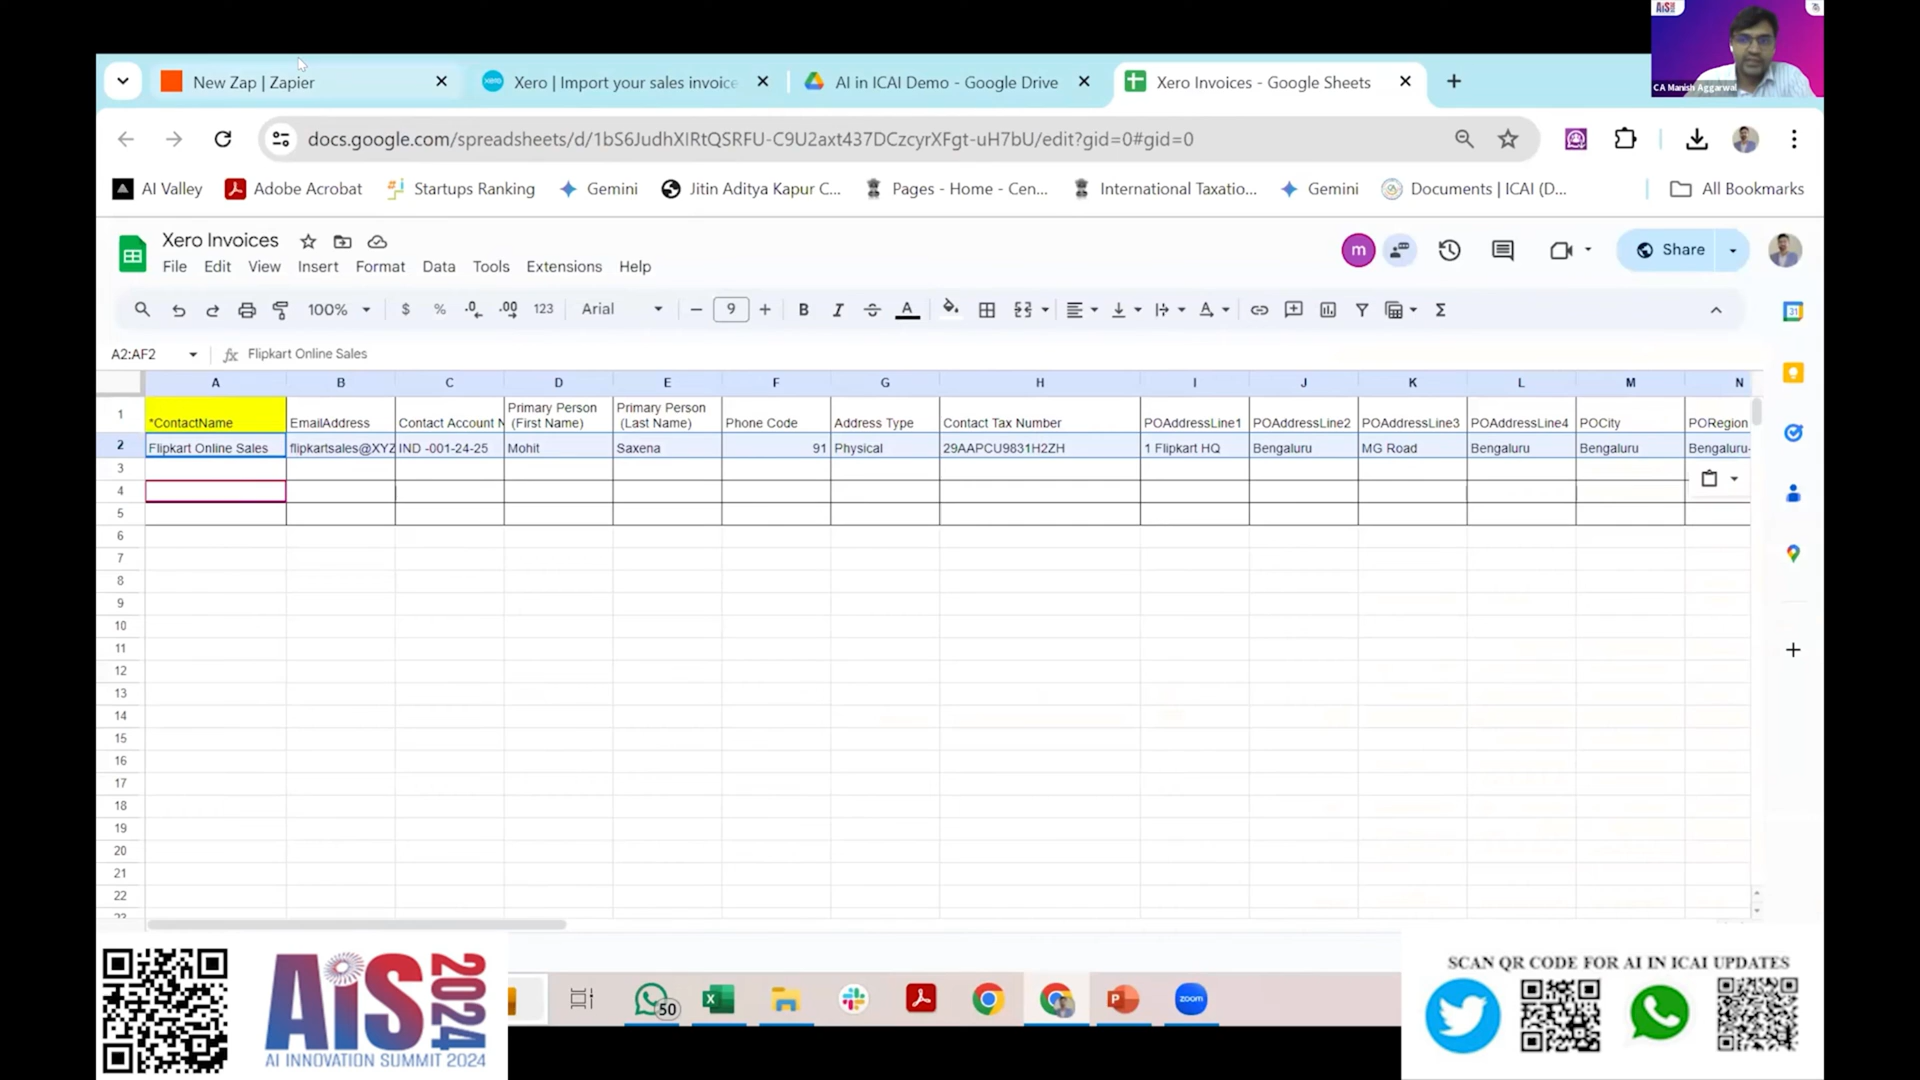 AiS
CA Manish Aggarwal
New Zap | Zapier
Xero | Import your sales invoice
AI in ICAI Demo - Google Drive
Xero Invoices - Google Sheets
docs.google.com/spreadsheets/d/1bS6JudhXIRtQSRFU-C9U2axt437DCzcyrXFgt-uH7bU/edit?gid=0#gid=0
AI Valley
Adobe Acrobat
Startups Ranking
Gemini
Jitin Aditya Kapur C...
Pages - Home - Cen...
International Taxatio...
Gemini
Documents | ICAI (D...
All Bookmarks
Xero Invoices
m
Share
File Edit View Insert Format Data Tools Extensions Help
100% $ % .0 .00 123 Arial 9 B I A Σ
31
A2:AF2 fx Flipkart Online Sales
A B C D E F G H I J K L M N
1 *ContactName EmailAddress Contact Account N Primary Person (First Name) Primary Person (Last Name) Phone Code Address Type Contact Tax Number POAddressLine1 POAddressLine2 POAddressLine3 POAddressLine4 POCity PORegion
2 Flipkart Online Sales flipkartsales@XYZ IND -001-24-25 Mohit Saxena 91 Physical 29AAPCU9831H2ZH 1 Flipkart HQ Bengaluru MG Road Bengaluru Bengaluru Bengaluru-
3
4
5
6
7
8
9
10
11
12
13
14
15
16
17
18
19
20
21
22
23
AiS 2024
AI INNOVATION SUMMIT 2024
50
zoom
SCAN QR CODE FOR AI IN ICAI UPDATES